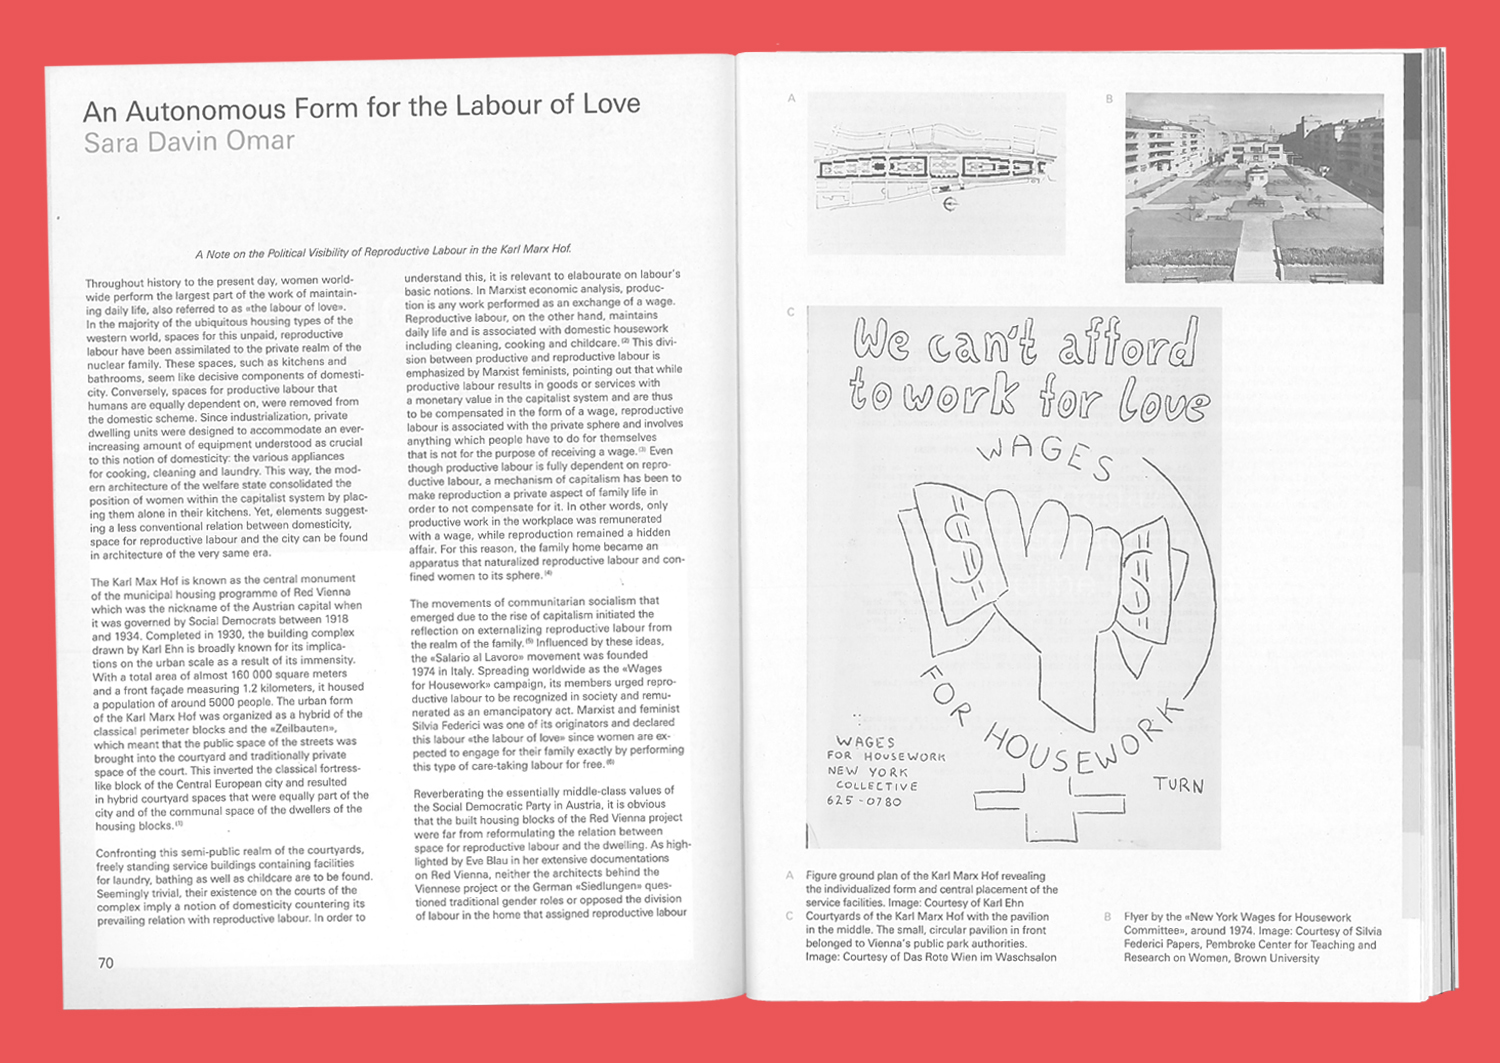 An Autonomous Form for the Labour of Love
Sara Davin Omar
A Note on the Political Visibility of Reproductive Labour in the Karl Marx Hof.
Throughout history to the present day, women world-
wide perform the largest part of the work of maintain-
ing daily life, also referred to as «the labour of love».
In the majority of the ubiquitous housing types of the
western world, spaces for this unpaid, reproductive
labour have been assimilated to the private realm of the
nuclear family. These spaces, such as kitchens and
bathrooms, seem like decisive components of domesti-
city. Conversely, spaces for productive labour that
humans are equally dependent on, were removed from
the domestic scheme. Since industrialization, private
dwelling units were designed to accommodate an ever-
increasing amount of equipment understood as crucial
to this notion of domesticity: the various appliances
for cooking, cleaning and laundry. This way, the mod-
ern architecture of the welfare state consolidated the
position of women within the capitalist system by plac-
ing them alone in their kitchens. Yet, elements suggest-
ing a less conventional relation between domesticity,
space for reproductive labour and the city can be found
in architecture of the very same era.
The Karl Max Hof is known as the central monument
of the municipal housing programme of Red Vienna
which was the nickname of the Austrian capital when
it was governed by Social Democrats between 1918
and 1934. Completed in 1930, the building complex
drawn by Karl Ehn is broadly known for its implica-
tions on the urban scale as a result of its immensity.
With a total area of almost 160 000 square meters
and a front façade measuring 1.2 kilometers, it housed
a population of around 5000 people. The urban form
of the Karl Marx Hof was organized as a hybrid of the
classical perimeter blocks and the «Zeilbauten»,
which meant that the public space of the streets was
brought into the courtyard and traditionally private
space of the court. This inverted the classical fortress-
like block of the Central European city and resulted
in hybrid courtyard spaces that were equally part of the
city and of the communal space of the dwellers of the
housing blocks.(1)
Confronting this semi-public realm of the courtyards,
freely standing service buildings containing facilities
for laundry, bathing as well as childcare are to be found.
Seemingly trivial, their existence on the courts of the
complex imply a notion of domesticity countering its
prevailing relation with reproductive labour. In order to
70
understand this, it is relevant to elabourate on labour's
basic notions. In Marxist economic analysis, produc-
tion is any work performed as an exchange of a wage.
Reproductive labour, on the other hand, maintains
daily life and is associated with domestic housework
including cleaning, cooking and childcare.(2) This divi-
sion between productive and reproductive labour is
emphasized by Marxist feminists, pointing out that while
productive labour results in goods or services with
a monetary value in the capitalist system and are thus
to be compensated in the form of a wage, reproductive
labour is associated with the private sphere and involves
anything which people have to do for themselves
that is not for the purpose of receiving a wage.(3) Even
though productive labour is fully dependent on repro-
ductive labour, a mechanism of capitalism has been to
make reproduction a private aspect of family life in
order to not compensate for it. In other words, only
productive work in the workplace was remunerated
with a wage, while reproduction remained a hidden
affair. For this reason, the family home became an
apparatus that naturalized reproductive labour and con-
fined women to its sphere.(4)
The movements of communitarian socialism that
emerged due to the rise of capitalism initiated the
reflection on externalizing reproductive labour from
the realm of the family.(5) Influenced by these ideas,
the «Salario al Lavoro» movement was founded
1974 in Italy. Spreading worldwide as the «Wages
for Housework» campaign, its members urged repro-
ductive labour to be recognized in society and remu-
nerated as an emancipatory act. Marxist and feminist
Silvia Federici was one of its originators and declared
this labour «the labour of love» since women are ex-
pected to engage for their family exactly by performing
this type of care-taking labour for free.(6)
Reverberating the essentially middle-class values of
the Social Democratic Party in Austria, it is obvious
that the built housing blocks of the Red Vienna project
were far from reformulating the relation between
space for reproductive labour and the dwelling. As high-
lighted by Eve Blau in her extensive documentations
on Red Vienna, neither the architects behind the
Viennese project or the German «Siedlungen» ques-
tioned traditional gender roles or opposed the division
of labour in the home that assigned reproductive labour
A
B
C
We can't afford
to work for love
WAGES
FOR HOUSEWORK
WAGES
FOR HOUSEWORK
NEW YORK
COLLECTIVE
625-0780
TURN
A Figure ground plan of the Karl Marx Hof revealing
the individualized form and central placement of the
service facilities. Image: Courtesy of Karl Ehn
C Courtyards of the Karl Marx Hof with the pavilion
in the middle. The small, circular pavilion in front
belonged to Vienna's public park authorities.
Image: Courtesy of Das Rote Wien im Waschsalon
B Flyer by the «New York Wages for Housework
Committee», around 1974. Image: Courtesy of Silvia
Federici Papers, Pembroke Center for Teaching and
Research on Women, Brown University